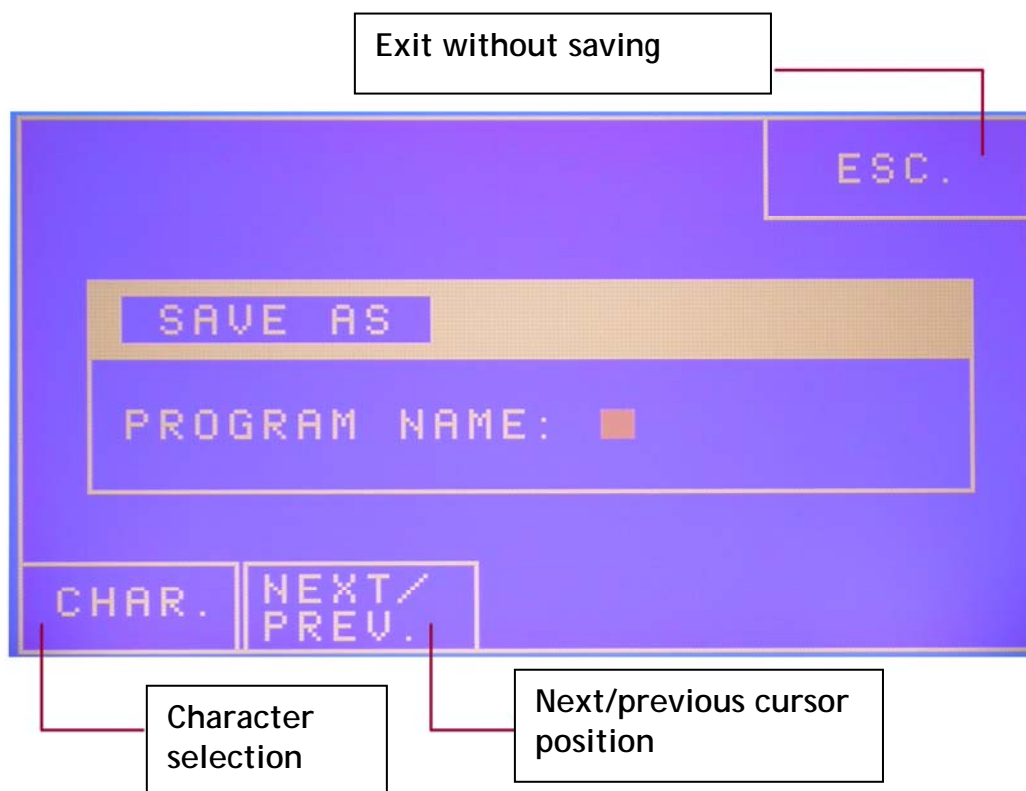 Exit without saving
ESC.
SAVE AS
PROGRAM NAME:
CHAR.
NEXT/
PREV.
Character
selection
Next/previous cursor
position